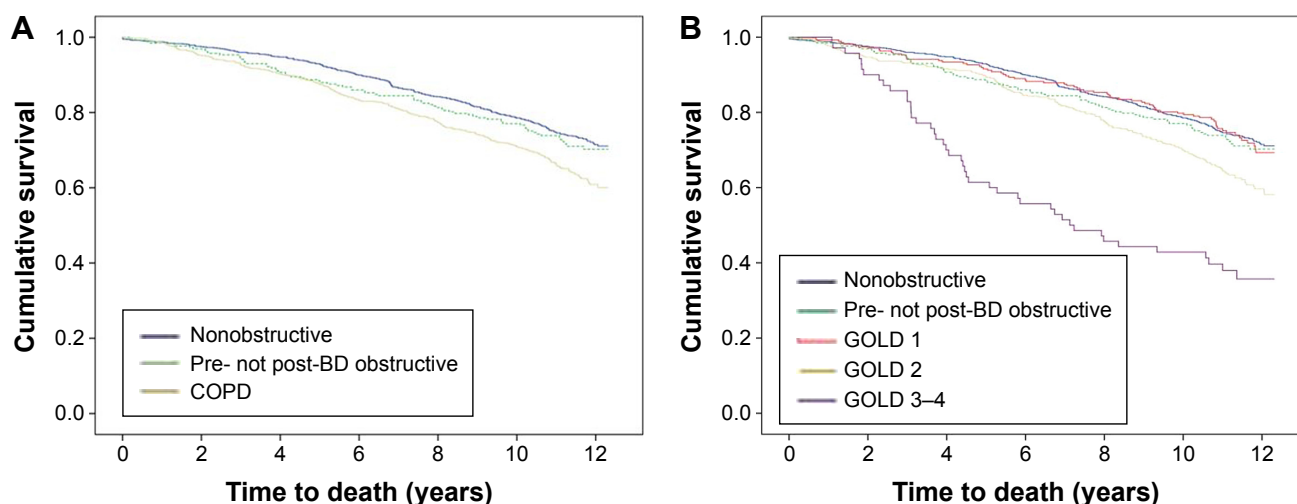 A
Cumulative survival
1.0
0.8
0.6
0.4
0.2
0.0
Nonobstructive
Pre- not post-BD obstructive
COPD
0 2 4 6 8 10 12
Time to death (years)
B
Cumulative survival
1.0
0.8
0.6
0.4
0.2
0.0
Nonobstructive
Pre- not post-BD obstructive
GOLD 1
GOLD 2
GOLD 3–4
0 2 4 6 8 10 12
Time to death (years)